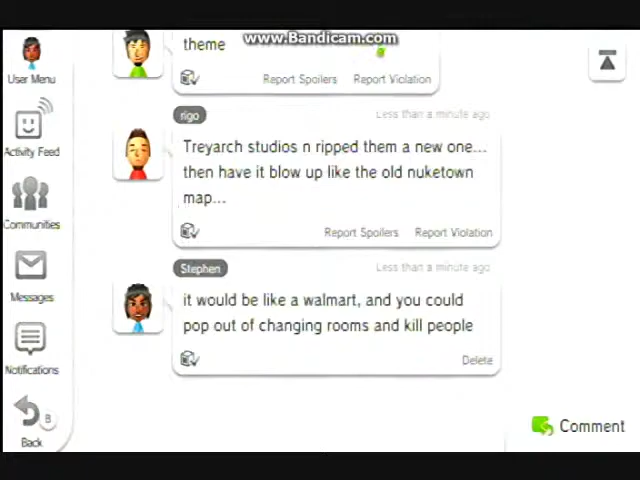 www.Bandicam.com
theme
User Menu
Report Spoilers Report Violation
rigo
Less than a minute ago
Activity Feed
Treyarch studios n ripped them a new one...
then have it blow up like the old nuketown
map...
Communities
Report Spoilers Report Violation
Stephen
Less than a minute ago
Messages
it would be like a walmart, and you could
pop out of changing rooms and kill people
Delete
Notifications
B
Back
Comment